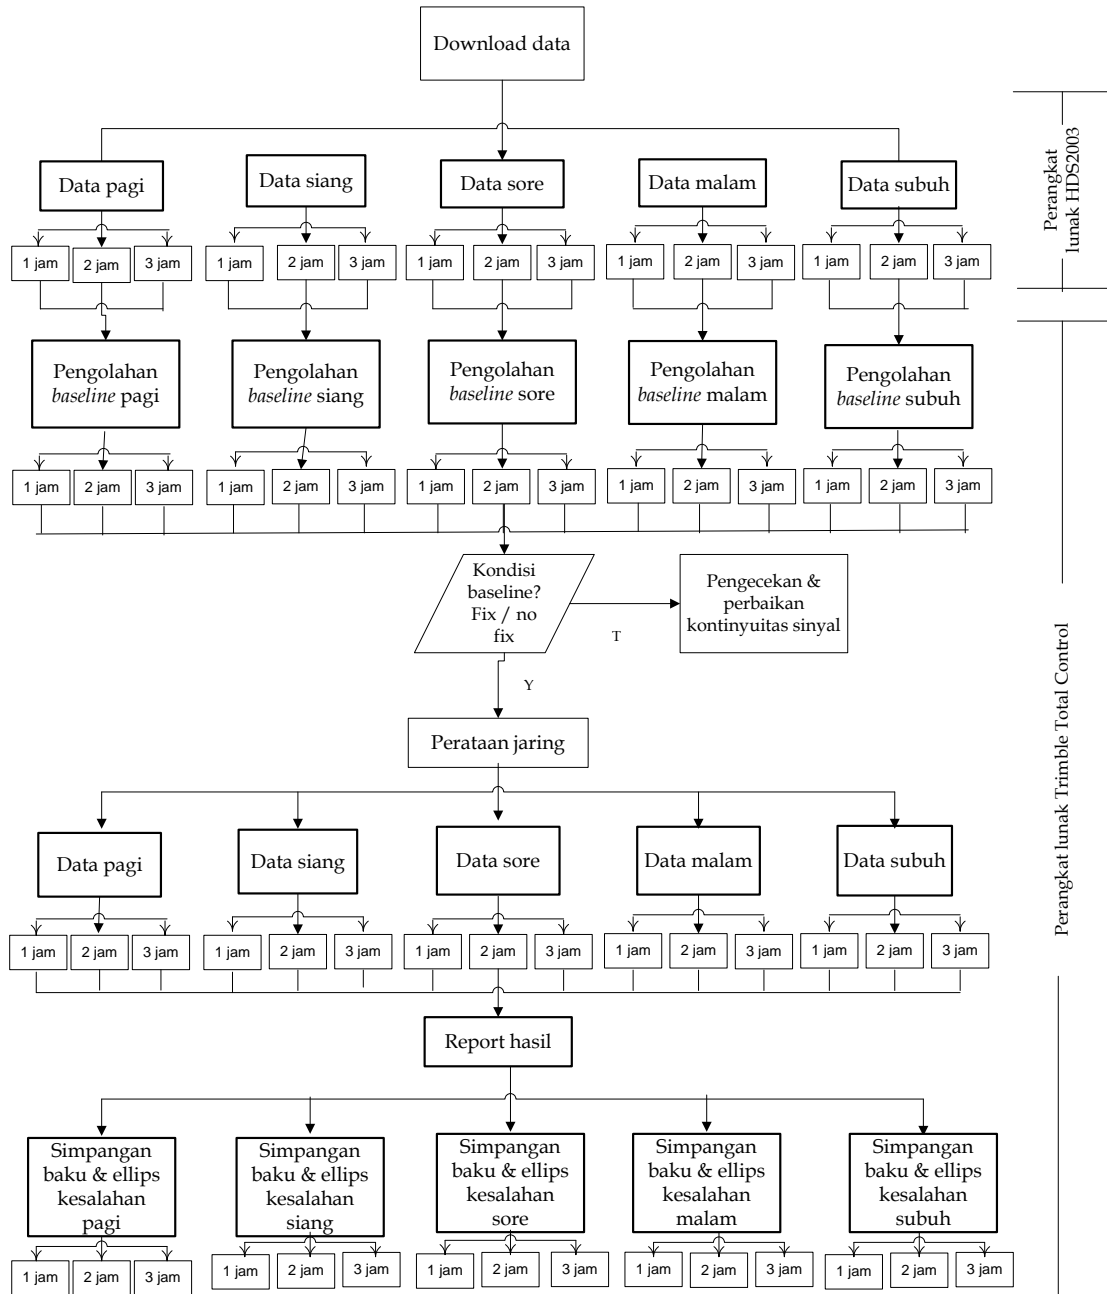 Download data
Perangkat
lunak HDS2003
Data pagi
Data siang
Data sore
Data malam
Data subuh
1 jam
2 jam
3 jam
1 jam
2 jam
3 jam
1 jam
2 jam
3 jam
1 jam
2 jam
3 jam
1 jam
2 jam
3 jam
Pengolahan
baseline pagi
Pengolahan
baseline siang
Pengolahan
baseline sore
Pengolahan
baseline malam
Pengolahan
baseline subuh
1 jam
2 jam
3 jam
1 jam
2 jam
3 jam
1 jam
2 jam
3 jam
1 jam
2 jam
3 jam
1 jam
2 jam
3 jam
Kondisi
baseline?
Fix / no
fix
T
Pengecekan &
perbaikan
kontinyuitas sinyal
Y
Perangkat lunak Trimble Total Control
Perataan jaring
Data pagi
Data siang
Data sore
Data malam
Data subuh
1 jam
2 jam
3 jam
1 jam
2 jam
3 jam
1 jam
2 jam
3 jam
1 jam
2 jam
3 jam
1 jam
2 jam
3 jam
Report hasil
Simpangan
baku & ellips
kesalahan
pagi
Simpangan
baku & ellips
kesalahan
siang
Simpangan
baku & ellips
kesalahan
sore
Simpangan
baku & ellips
kesalahan
malam
Simpangan
baku & ellips
kesalahan
subuh
1 jam
2 jam
3 jam
1 jam
2 jam
3 jam
1 jam
2 jam
3 jam
1 jam
2 jam
3 jam
1 jam
2 jam
3 jam